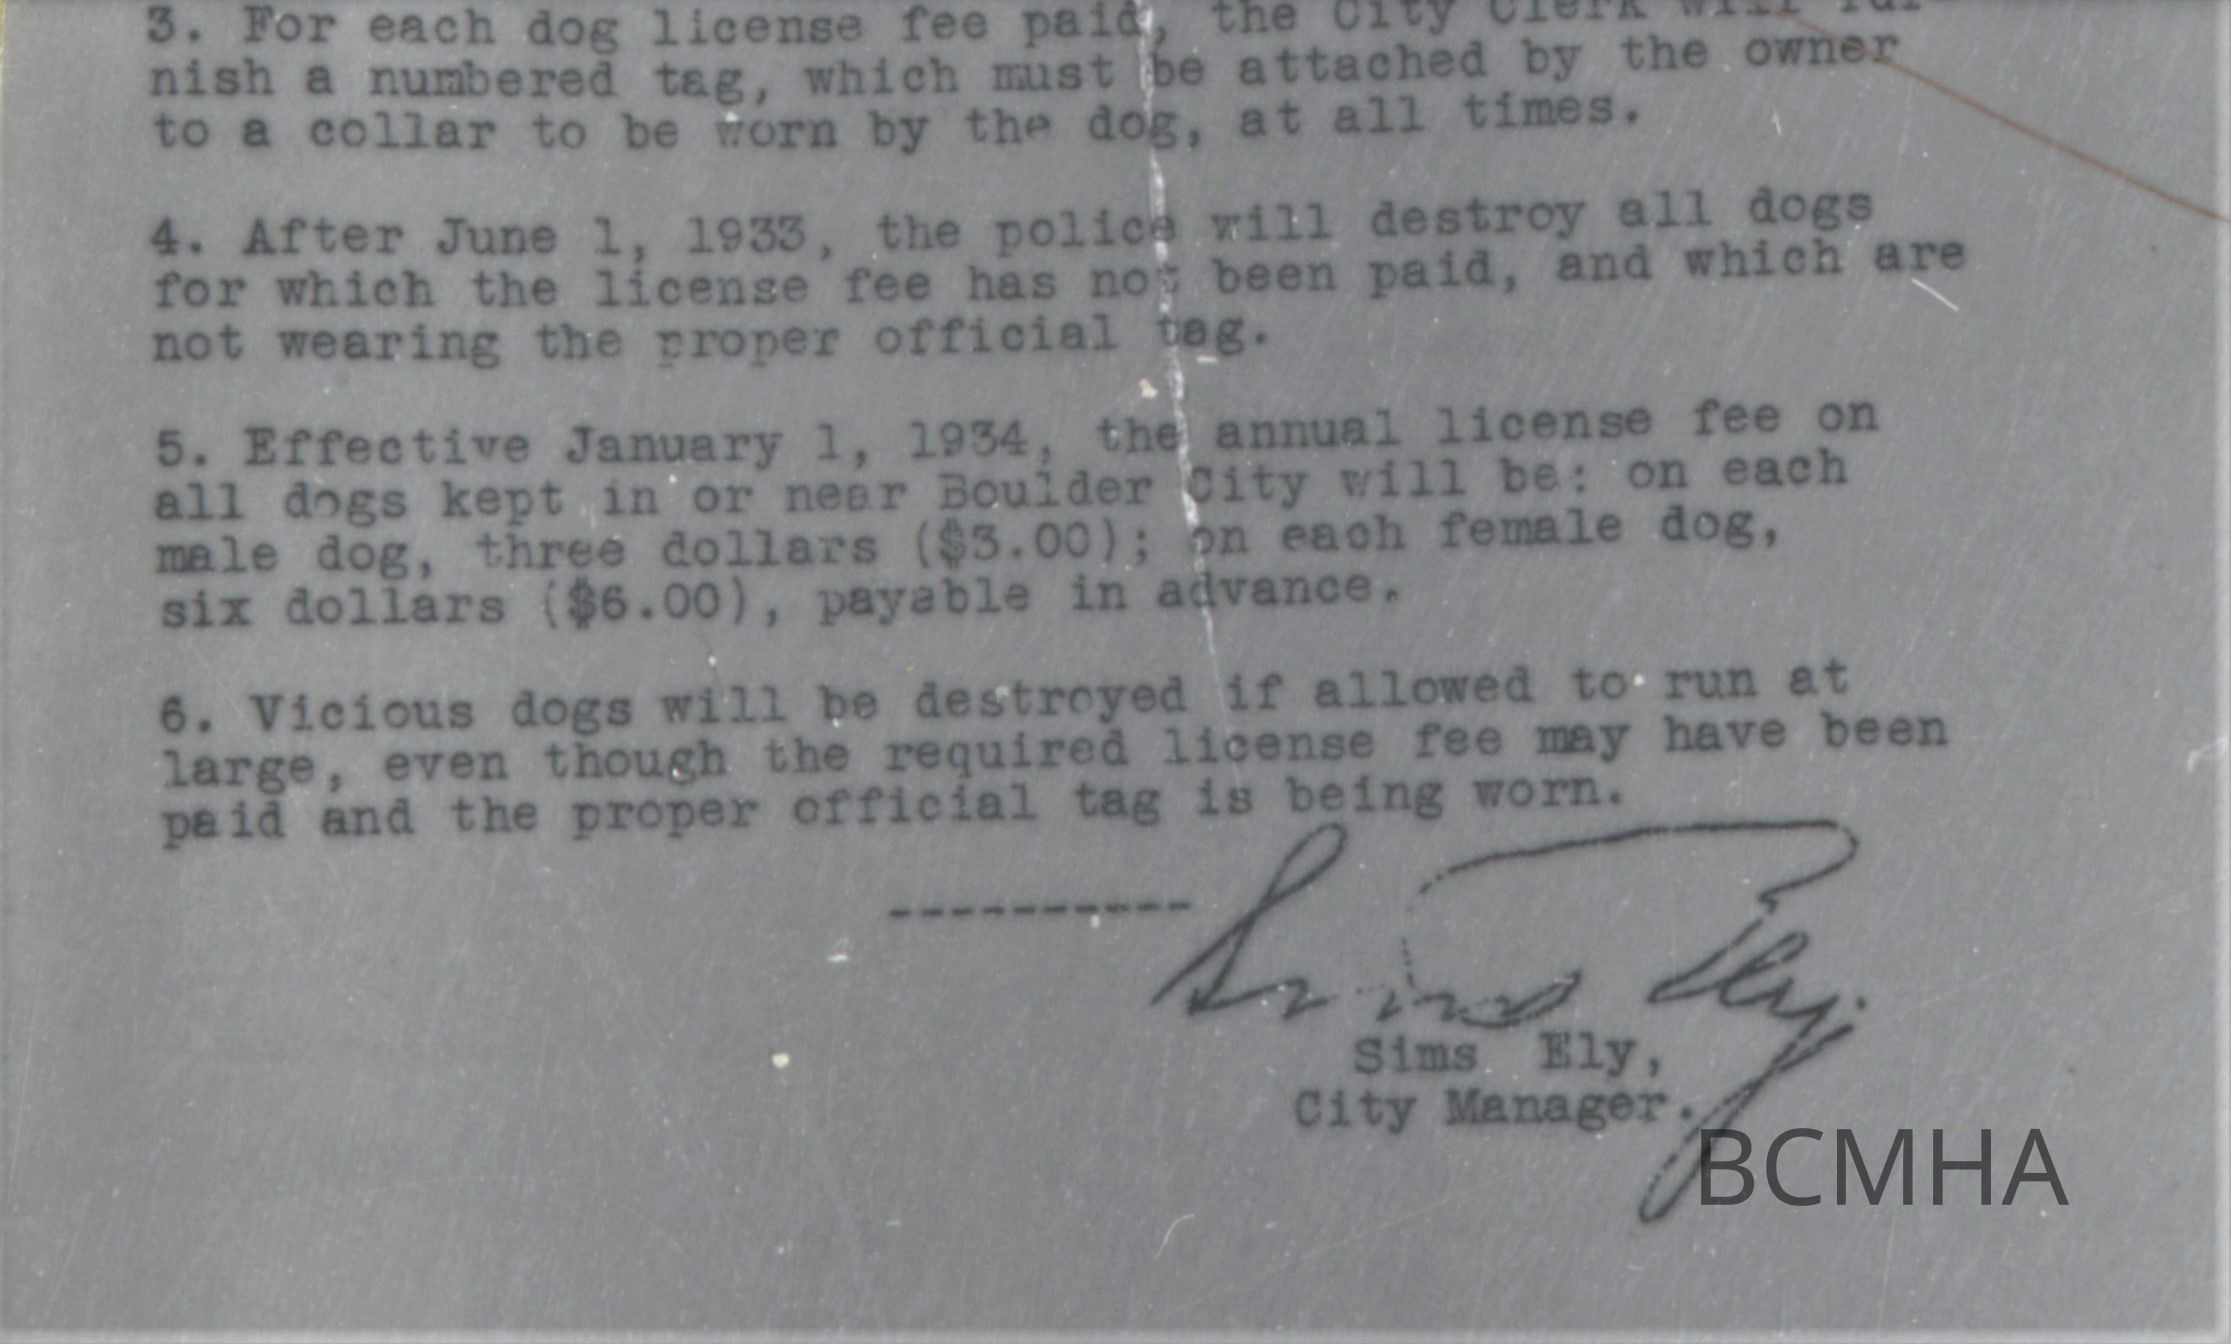 3. For each dog license fee paid, the City Clerk will fur-
nish a numbered tag, which must be attached by the owner
to a collar to be worn by the dog, at all times.
4. After June 1, 1933, the police will destroy all dogs
for which the license fee has not been paid, and which are
not wearing the proper official tag.
5. Effective January 1, 1934, the annual license fee on
all dogs kept in or near Boulder City will be: on each
male dog, three dollars ($3.00); on each female dog,
six dollars ($6.00), payable in advance.
6. Vicious dogs will be destroyed if allowed to run at
large, even though the required license fee may have been
paid and the proper official tag is being worn.
----------
Sims Ely.
Sims Ely,
City Manager.
BCMHA